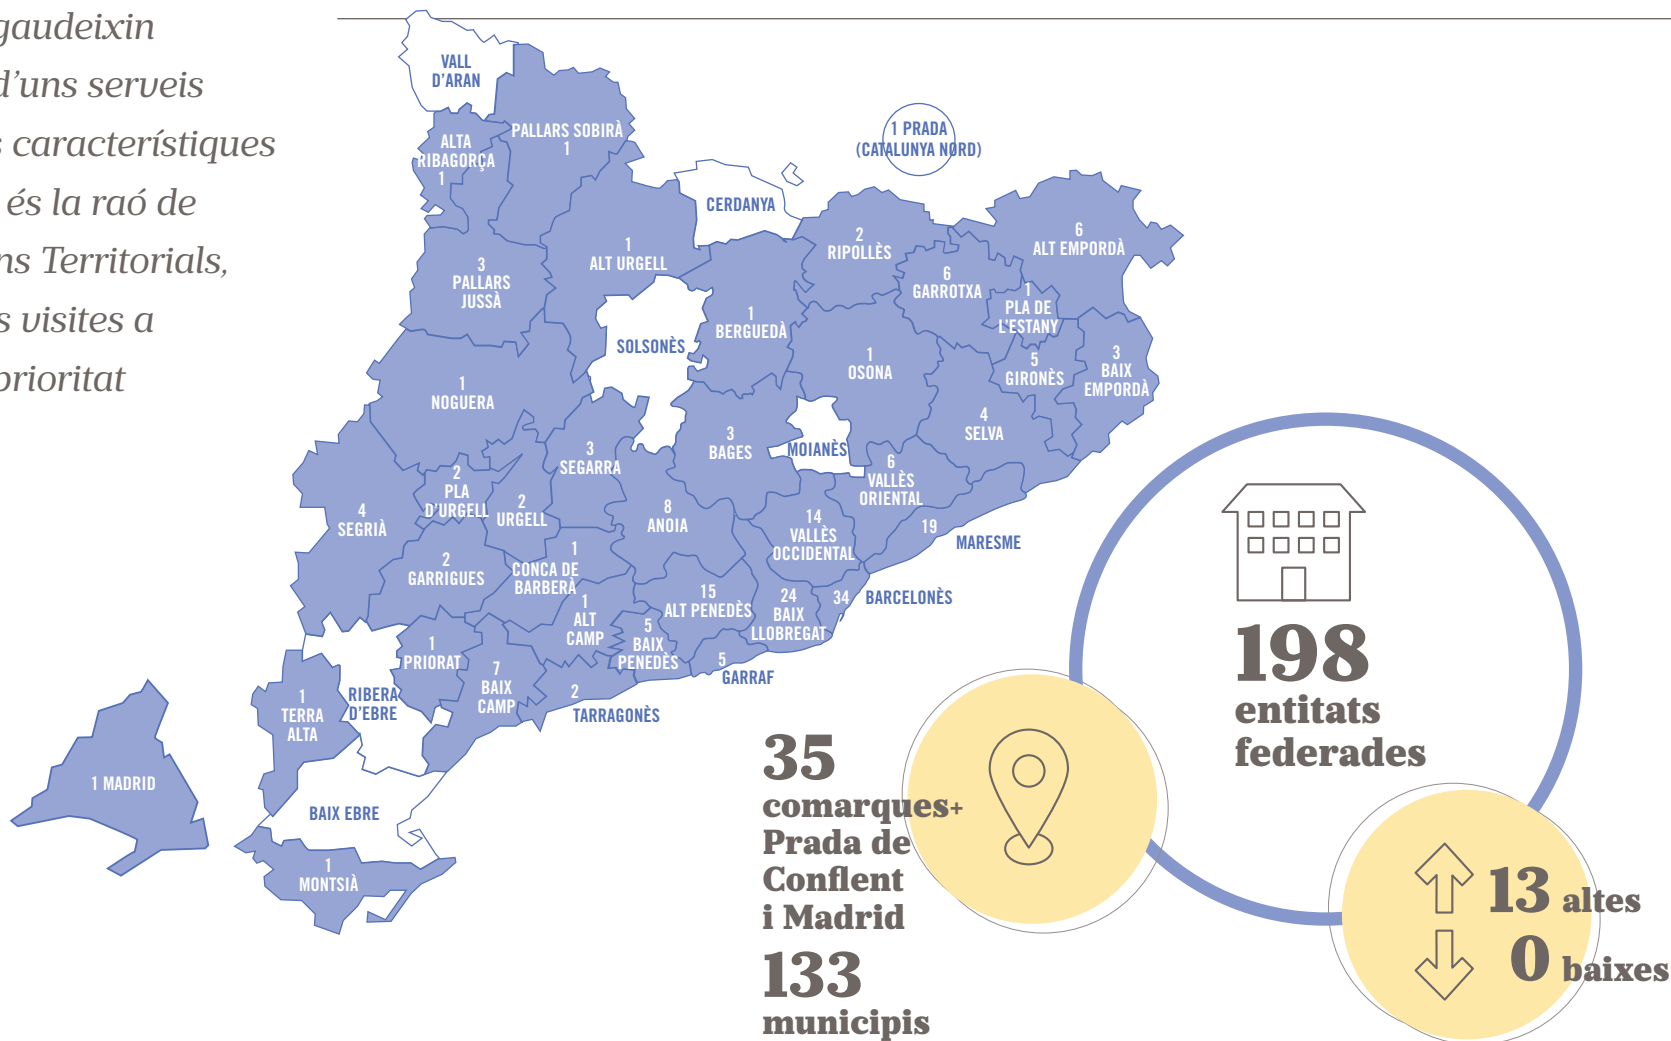 gaudeixin
d'uns serveis
s característiques
és la raó de
ns Territorials,
s visites a
prioritat
VALL
D'ARAN
ALTA
RIBAGORÇA
1
PALLARS SOBIRÀ
1
1 PRADA
(CATALUNYA NORD)
CERDANYA
3
PALLARS
JUSSÀ
1
ALT URGELL
2
RIPOLLÈS
6
GARROTXA
6
ALT EMPORDÀ
1
PLA DE
L'ESTANY
1
BERGUEDÀ
SOLSONÈS
1
OSONA
5
GIRONÈS
3
BAIX
EMPORDÀ
1
NOGUERA
4
SELVA
3
BAGES
MOIANÈS
3
SEGARRA
6
VALLÈS
ORIENTAL
2
PLA
D'URGELL
2
URGELL
4
SEGRIÀ
8
ANOIA
14
VALLÈS
OCCIDENTAL
19
MARESME
2
GARRIGUES
1
CONCA DE
BARBERÀ
1
ALT
CAMP
15
ALT PENEDÈS
24
BAIX
LLOBREGAT
34
BARCELONÈS
5
BAIX
PENEDÈS
5
GARRAF
1
PRIORAT
7
BAIX
CAMP
2
TARRAGONÈS
1
TERRA
ALTA
RIBERA
D'EBRE
1 MADRID
BAIX EBRE
1
MONTSIÀ
198
entitats
federades
35
comarques+
Prada de
Conflent
i Madrid
133
municipis
13 altes
0 baixes